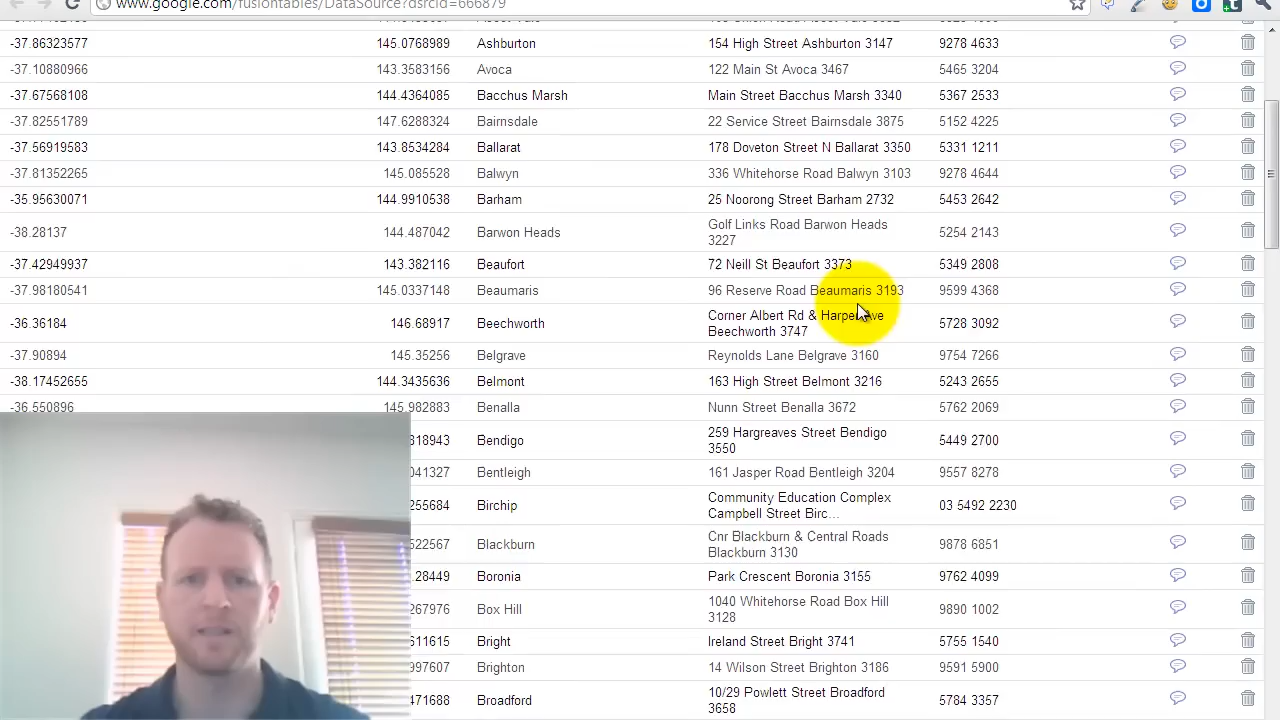 www.google.com/fusiontables/DataSource?dsrcid=666879
-37.86323577 145.0768989 Ashburton 154 High Street Ashburton 3147 9278 4633
-37.10880966 143.3583156 Avoca 122 Main St Avoca 3467 5465 3204
-37.67568108 144.4364085 Bacchus Marsh Main Street Bacchus Marsh 3340 5367 2533
-37.82551789 147.6288324 Bairnsdale 22 Service Street Bairnsdale 3875 5152 4225
-37.56919583 143.8534284 Ballarat 178 Doveton Street N Ballarat 3350 5331 1211
-37.81352265 145.085528 Balwyn 336 Whitehorse Road Balwyn 3103 9278 4644
-35.95630071 144.9910538 Barham 25 Noorong Street Barham 2732 5453 2642
-38.28137 144.487042 Barwon Heads Golf Links Road Barwon Heads
3227 5254 2143
-37.42949937 143.382116 Beaufort 72 Neill St Beaufort 3373 5349 2808
-37.98180541 145.0337148 Beaumaris 96 Reserve Road Beaumaris 3193 9599 4368
-36.36184 146.68917 Beechworth Corner Albert Rd &
Beechworth 3747 5728 3092
-37.90894 145.35256 Belgrave Reynolds Lane Belgrave 3160 9754 7266
-38.17452655 144.3435636 Belmont 163 High Street Belmont 3216 5243 2655
-36.550896 145.982883 Benalla Nunn Street Benalla 3672 5762 2069
318943 Bendigo 259 Hargreaves Street Bendigo
3550 5449 2700
041327 Bentleigh 161 Jasper Road Bentleigh 3204 9557 8278
255684 Birchip Community Education Complex
Campbell Street Birc... 03 5492 2230
522567 Blackburn Cnr Blackburn & Central Roads
Blackburn 3130 9878 6851
.28449 Boronia Park Crescent Boronia 3155 9762 4099
267976 Box Hill 1040 Whitehorse Road Box Hill
3128 9890 1002
511615 Bright Ireland Street Bright 3741 5755 1540
997607 Brighton 14 Wilson Street Brighton 3186 9591 5900
471688 Broadford 10/29 Powlett Street Broadford
3658 5784 3357